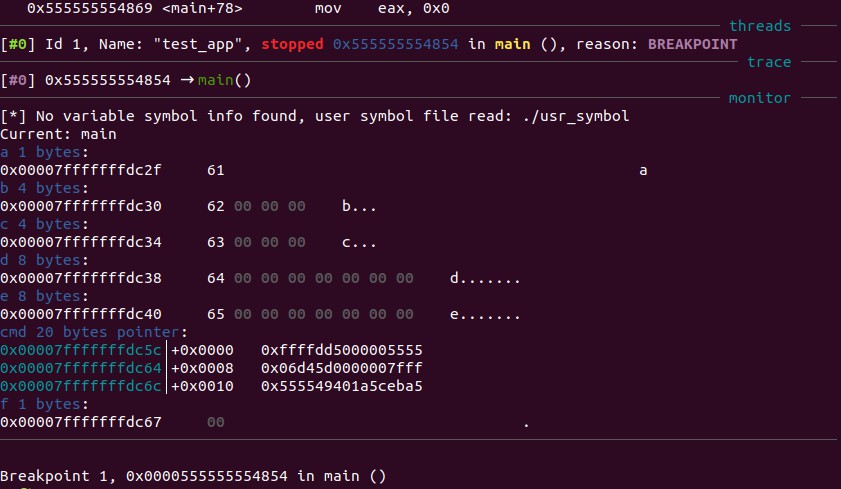 0x555555554869 <main+78>        mov    eax, 0x0
threads
[#0] Id 1, Name: "test_app", stopped 0x555555554854 in main (), reason: BREAKPOINT
trace
[#0] 0x555555554854 → main()
monitor
[*] No variable symbol info found, user symbol file read: ./usr_symbol
Current: main
a 1 bytes:
0x00007fffffffdc2f     61     a
b 4 bytes:
0x00007fffffffdc30     62 00 00 00    b...
c 4 bytes:
0x00007fffffffdc34     63 00 00 00    c...
d 8 bytes:
0x00007fffffffdc38     64 00 00 00 00 00 00 00    d.......
e 8 bytes:
0x00007fffffffdc40     65 00 00 00 00 00 00 00    e.......
cmd 20 bytes pointer:
0x00007fffffffdc5c│+0x0000   0xffffdd5000005555
0x00007fffffffdc64│+0x0008   0x06d45d0000007fff
0x00007fffffffdc6c│+0x0010   0x555549401a5ceba5
f 1 bytes:
0x00007fffffffdc67     00     .
Breakpoint 1, 0x0000555555554854 in main ()